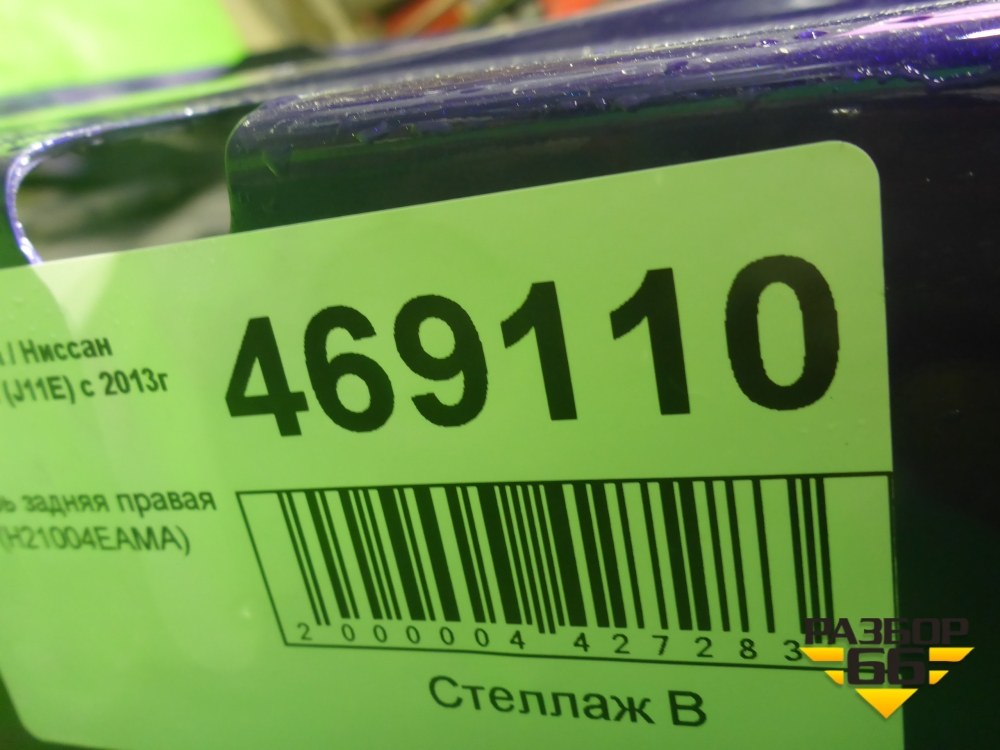 / Ниссан
(J11E) с 2013г
469110
задняя правая
(H21004EAMA)
2 000004 427283
Стеллаж В
РАЗБОР
66